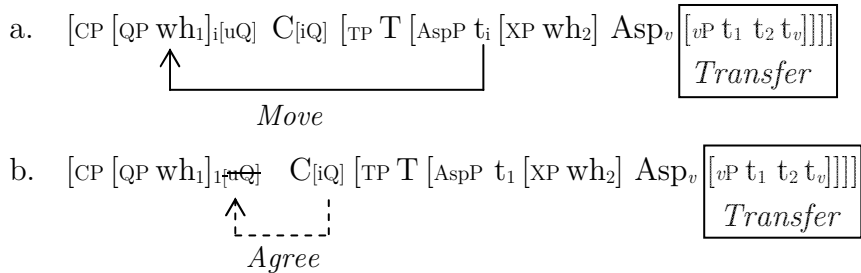 a. [CP [QP wh1]i[uQ] C[iQ] [TP T [AspP ti [XP wh2] Aspv [vP t1 t2 tv]]]]
Transfer
Move
b. [CP [QP wh1]1[uQ] C[iQ] [TP T [AspP t1 [XP wh2] Aspv [vP t1 t2 tv]]]]
Transfer
Agree